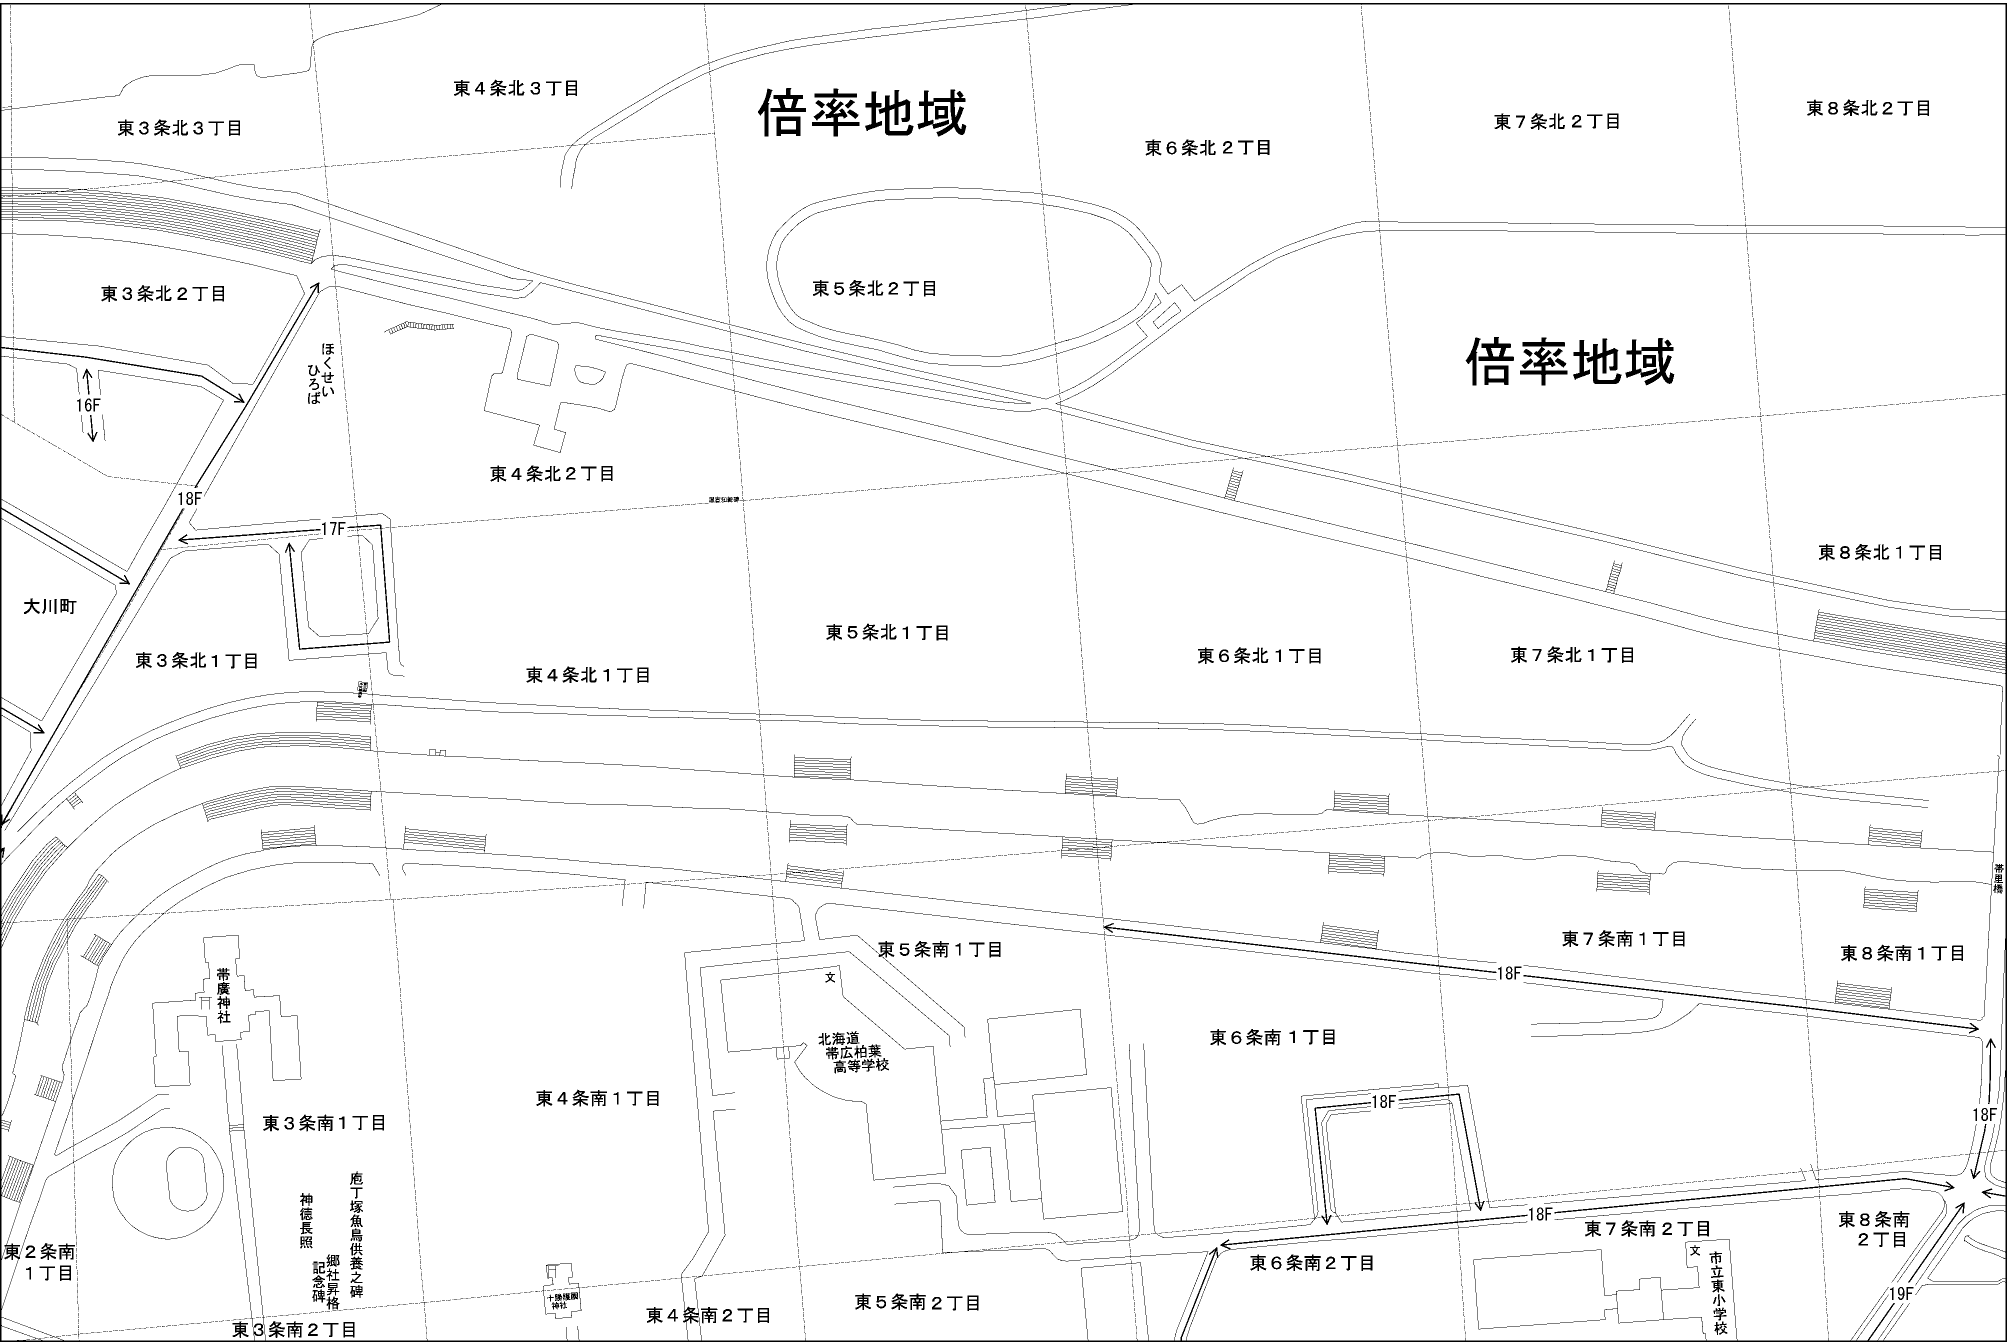 東４条北３丁目
倍率地域
東３条北３丁目
東６条北２丁目
東７条北２丁目
東８条北２丁目
東３条北２丁目
東５条北２丁目
ほくせい
ひろば
倍率地域
16F
東４条北２丁目
18F
17F
大川町
東３条北１丁目
東４条北１丁目
東５条北１丁目
東６条北１丁目
東７条北１丁目
東８条北１丁目
帯里橋
帯廣神社
文
東５条南１丁目
東７条南１丁目
東８条南１丁目
18F
北海道
帯広柏葉
高等学校
東６条南１丁目
東４条南１丁目
東３条南１丁目
18F
18F
庖丁塚魚鳥供養之碑
神徳長照
郷社昇格
記念碑
東２条南
１丁目
18F
東７条南２丁目
東８条南
２丁目
東６条南２丁目
文
市立東小学校
19F
東５条南２丁目
東４条南２丁目
東３条南２丁目